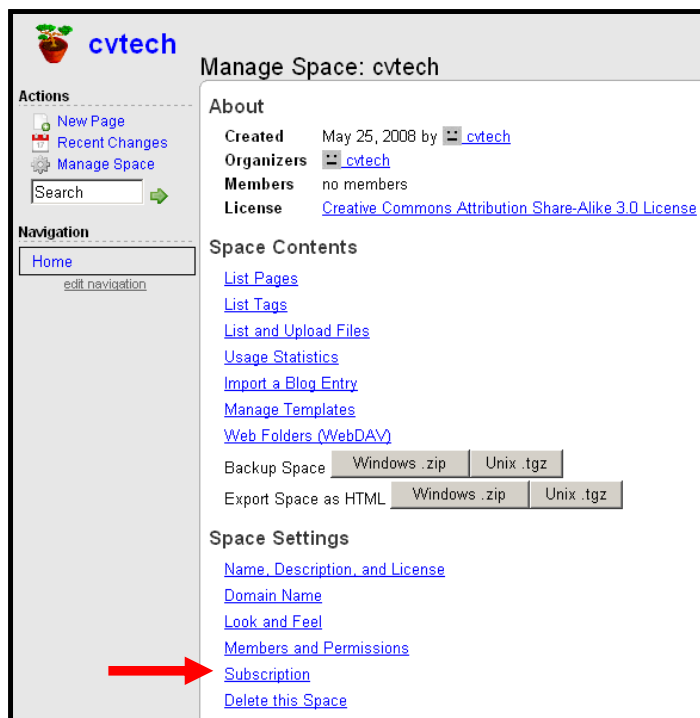 cvtech
Manage Space: cvtech
Actions
New Page
17
Recent Changes
Manage Space
Search
Navigation
Home
edit navigation
About
Created May 25, 2008 by cvtech
Organizers cvtech
Members no members
License Creative Commons Attribution Share-Alike 3.0 License
Space Contents
List Pages
List Tags
List and Upload Files
Usage Statistics
Import a Blog Entry
Manage Templates
Web Folders (WebDAV)
Backup Space Windows .zip Unix .tgz
Export Space as HTML Windows .zip Unix .tgz
Space Settings
Name, Description, and License
Domain Name
Look and Feel
Members and Permissions
Subscription
Delete this Space